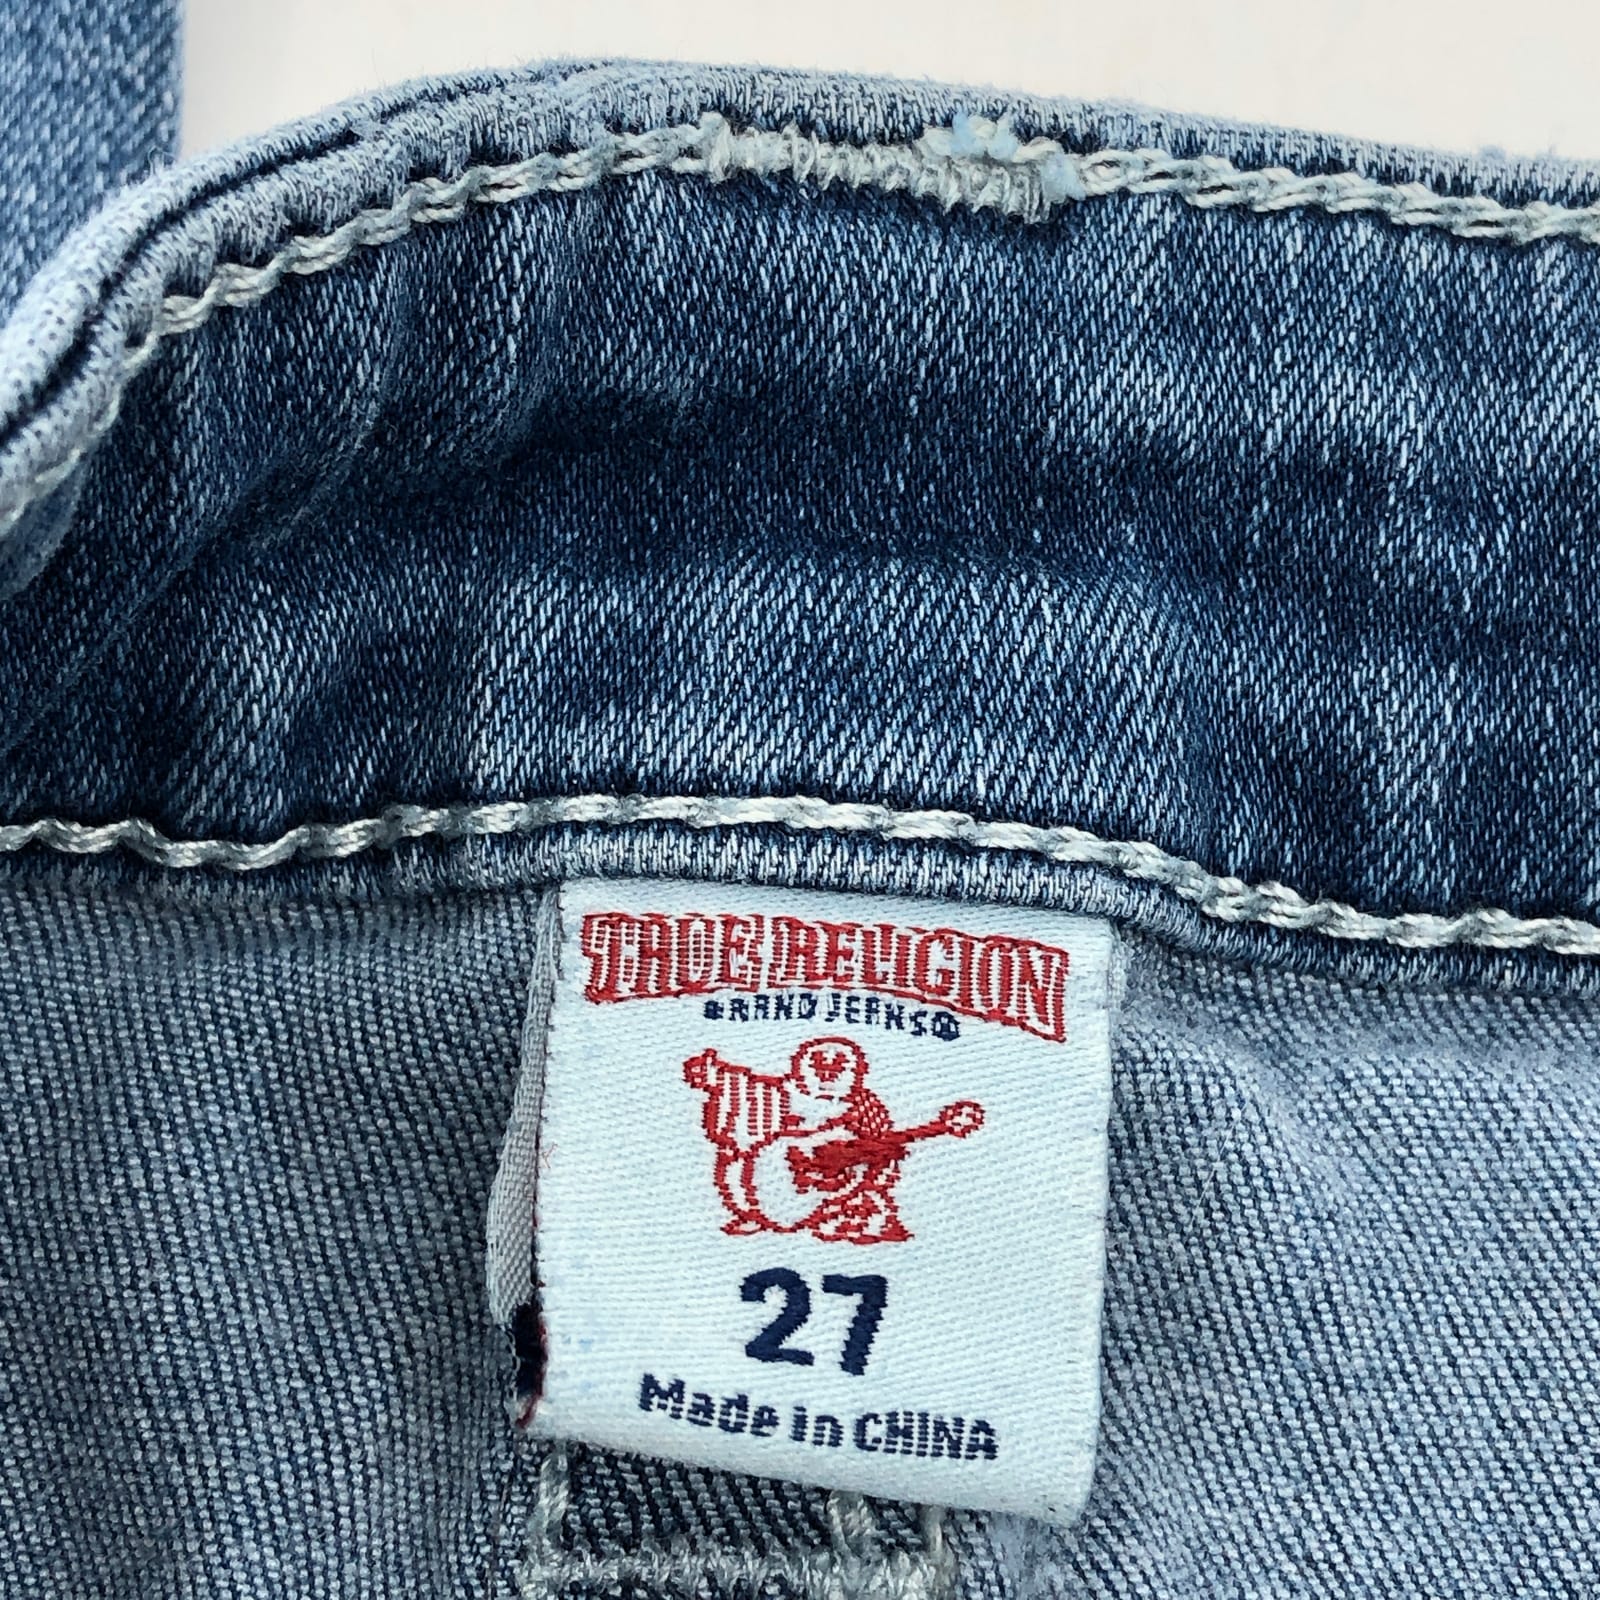 TRUE RELIGION
BRAND JEANS®
27
Made in CHINA